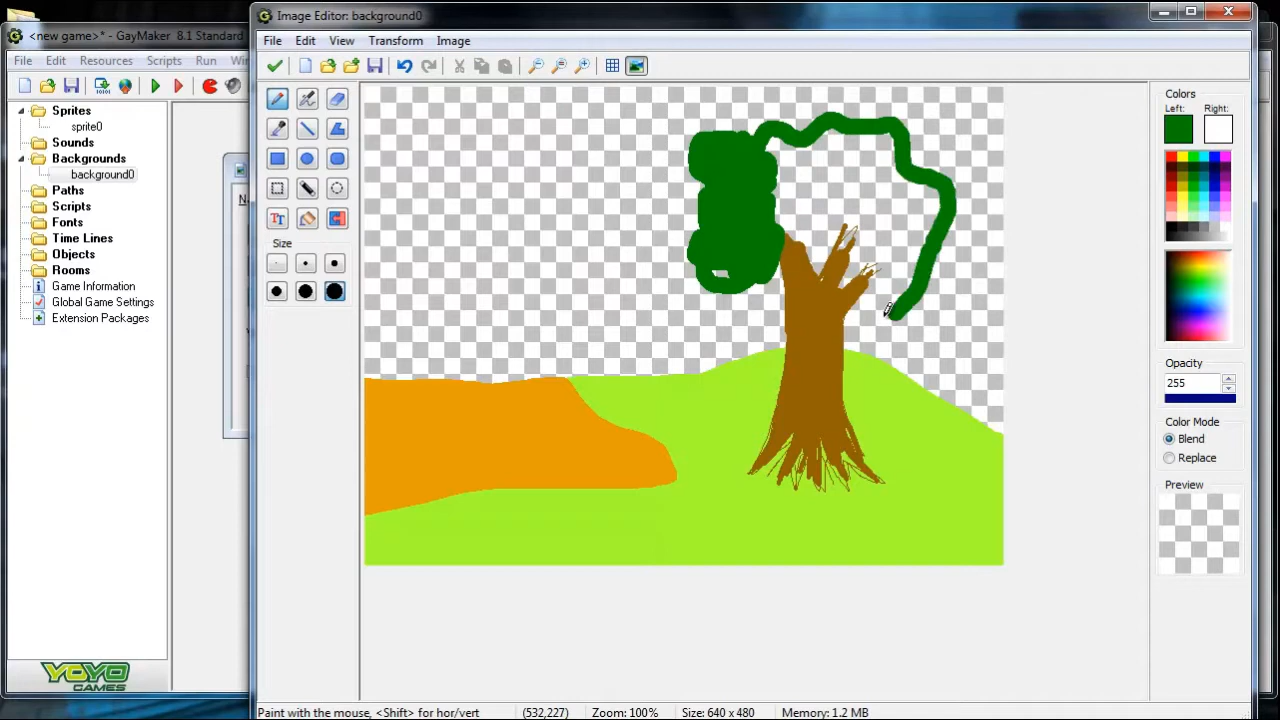 Image Editor: background0
<new game>* - GayMaker 8.1 Standard
File Edit View Transform Image
File Edit Resources Scripts Run
Sprites
sprite0
Sounds
Backgrounds
background0
Paths
Scripts
Fonts
Time Lines
Objects
Rooms
Game Information
Global Game Settings
Extension Packages
YOYO
GAMES
TT
Size
Colors
Left: Right:
Opacity
255
Color Mode
Blend
Replace
Preview
Paint with the mouse, <Shift> for hor/vert (532,227) Zoom: 100% Size: 640 x 480 Memory: 1.2 MB